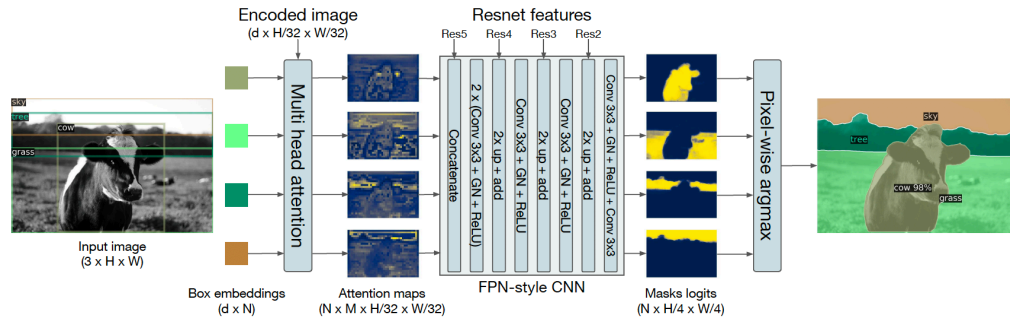 Encoded image
(d x H/32 x W/32)
Resnet features
Res5
Res4
Res3
Res2
sky
tree
cow
grass
Input image
(3 x H x W)
Box embeddings
(d x N)
Multi head attention
Attention maps
(N x M x H/32 x W/32)
Concatenate
2 x (Conv 3x3 + GN + ReLU)
2x up + add
Conv 3x3 + GN + ReLU
2x up + add
Conv 3x3 + GN + ReLU
2x up + add
Conv 3x3 + GN + ReLU + Conv 3x3
FPN-style CNN
Masks logits
(N x H/4 x W/4)
Pixel-wise argmax
sky
tree
cow 98%
grass